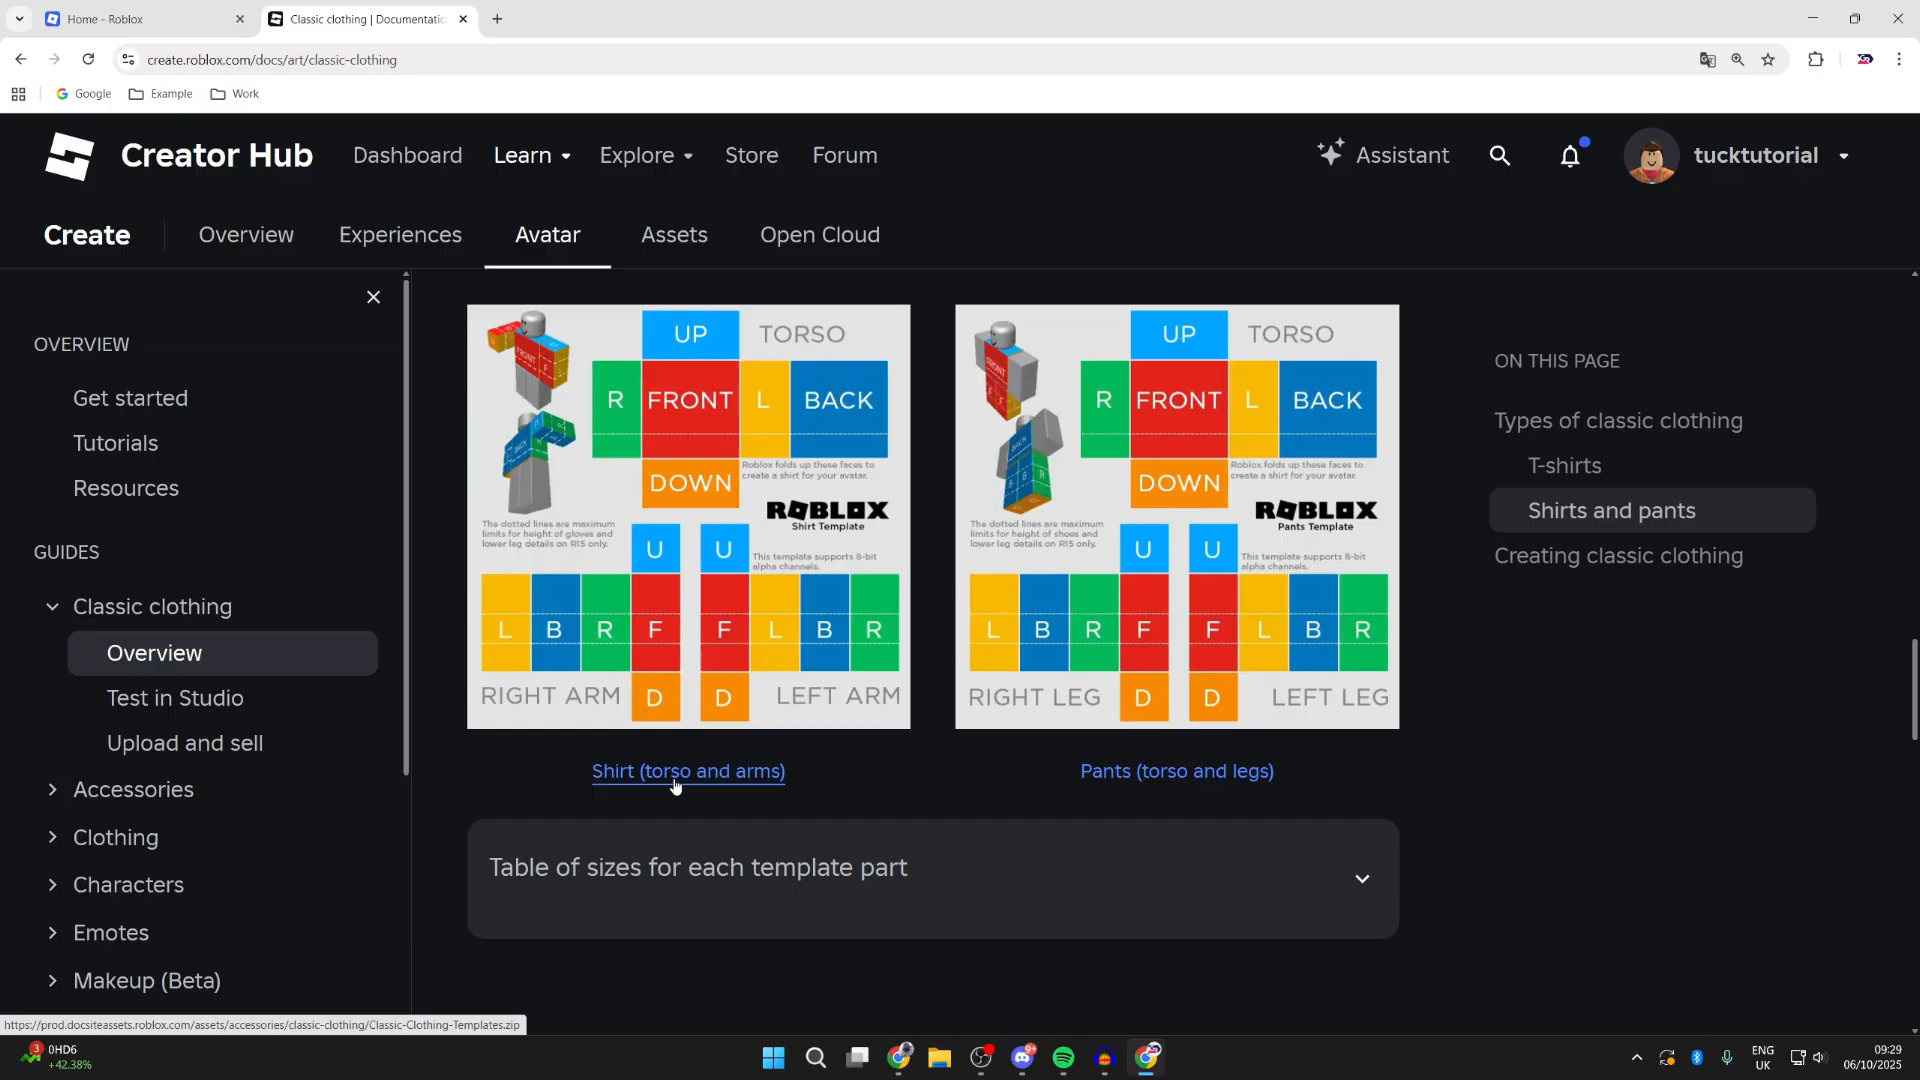 Home - Roblox
Classic clothing | Documentatio
create.roblox.com/docs/art/classic-clothing
Google
Example
Work
Creator Hub
Dashboard
Learn
Explore
Store
Forum
Assistant
tucktutorial
Create
Overview
Experiences
Avatar
Assets
Open Cloud
OVERVIEW
Get started
Tutorials
Resources
GUIDES
Classic clothing
Overview
Test in Studio
Upload and sell
Accessories
Clothing
Characters
Emotes
Makeup (Beta)
UP TORSO
R FRONT L BACK
DOWN
Roblox folds up these faces to
create a shirt for your avatar.
ROBLOX
Shirt Template
The dotted lines are maximum
limits for height of gloves and
lower leg details on R15 only.
U U
This template supports 8-bit
alpha channels.
L B R F F L B R
RIGHT ARM D D LEFT ARM
Shirt (torso and arms)
UP TORSO
R FRONT L BACK
DOWN
Roblox folds up these faces to
create a shirt for your avatar.
ROBLOX
Pants Template
The dotted lines are maximum
limits for height of shoes and
lower leg details on R15 only.
U U
This template supports 8-bit
alpha channels.
L B R F F L B R
RIGHT LEG D D LEFT LEG
Pants (torso and legs)
Table of sizes for each template part
ON THIS PAGE
Types of classic clothing
T-shirts
Shirts and pants
Creating classic clothing
https://prod.docsiteassets.roblox.com/assets/accessories/classic-clothing/Classic-Clothing-Templates.zip
3
0HD6
+42.38%
9+
ENG
UK
09:29
06/10/2025